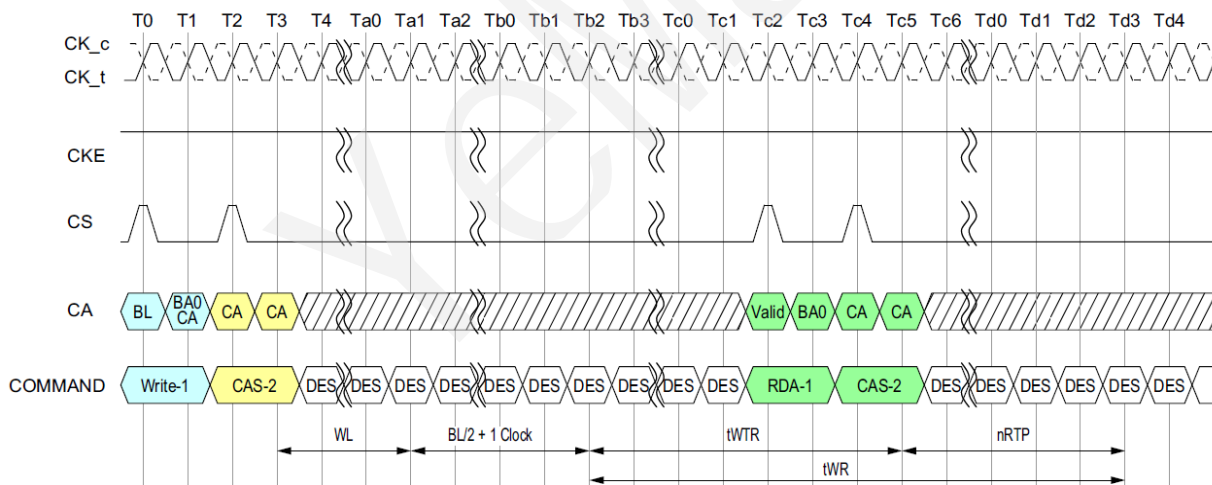 T0 T1 T2 T3 T4 Ta0 Ta1 Ta2 Tb0 Tb1 Tb2 Tb3 Tc0 Tc1 Tc2 Tc3 Tc4 Tc5 Tc6 Td0 Td1 Td2 Td3 Td4
CK_c
CK_t
CKE
CS
CA BL BA0 CA CA CA Valid BA0 CA CA
COMMAND Write-1 CAS-2 DES DES DES DES DES DES DES DES DES DES RDA-1 CAS-2 DES DES DES DES DES DES
WL BL/2 + 1 Clock tWTR nRTP
tWR